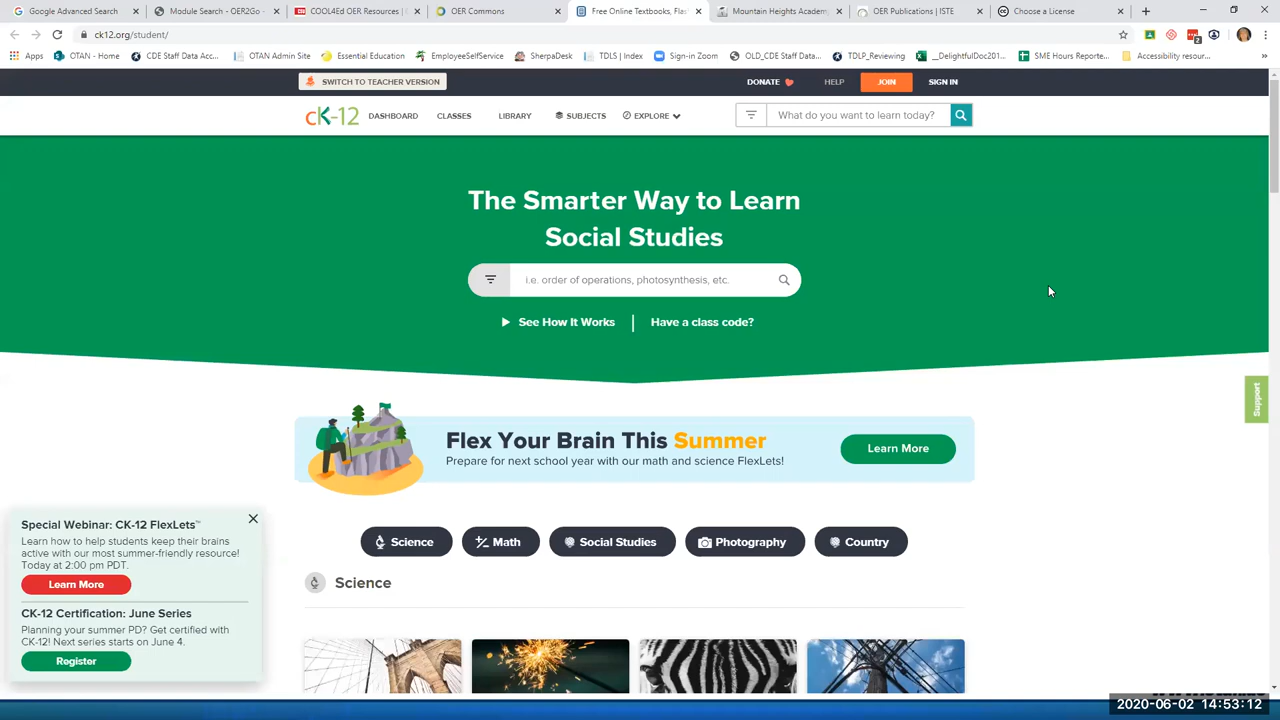 Google Advanced Search
Module Search - OER2Go
COOL4Ed OER Resources
OER Commons
Free Online Textbooks, Flas
Mountain Heights Academy
OER Publications | ISTE
Choose a License
ck12.org/student/
Apps
OTAN - Home
CDE Staff Data Acc...
OTAN Admin Site
Essential Education
EmployeeSelfService
SherpaDesk
TDLS | Index
Sign-in Zoom
OLD_CDE Staff Data...
TDLP_Reviewing
__DelightfulDoc201...
SME Hours Reporte...
Accessibility resour...
SWITCH TO TEACHER VERSION
DONATE
HELP
JOIN
SIGN IN
cK-12
DASHBOARD
CLASSES
LIBRARY
SUBJECTS
EXPLORE
What do you want to learn today?
The Smarter Way to Learn
Social Studies
i.e. order of operations, photosynthesis, etc.
See How It Works
Have a class code?
Support
Flex Your Brain This Summer
Prepare for next school year with our math and science FlexLets!
Learn More
Special Webinar: CK-12 FlexLets™
Learn how to help students keep their brains
active with our most summer-friendly resource!
Today at 2:00 pm PDT.
Learn More
CK-12 Certification: June Series
Planning your summer PD? Get certified with
CK-12! Next series starts on June 4.
Register
Science
Math
Social Studies
Photography
Country
Science
2020-06-02 14:53:12